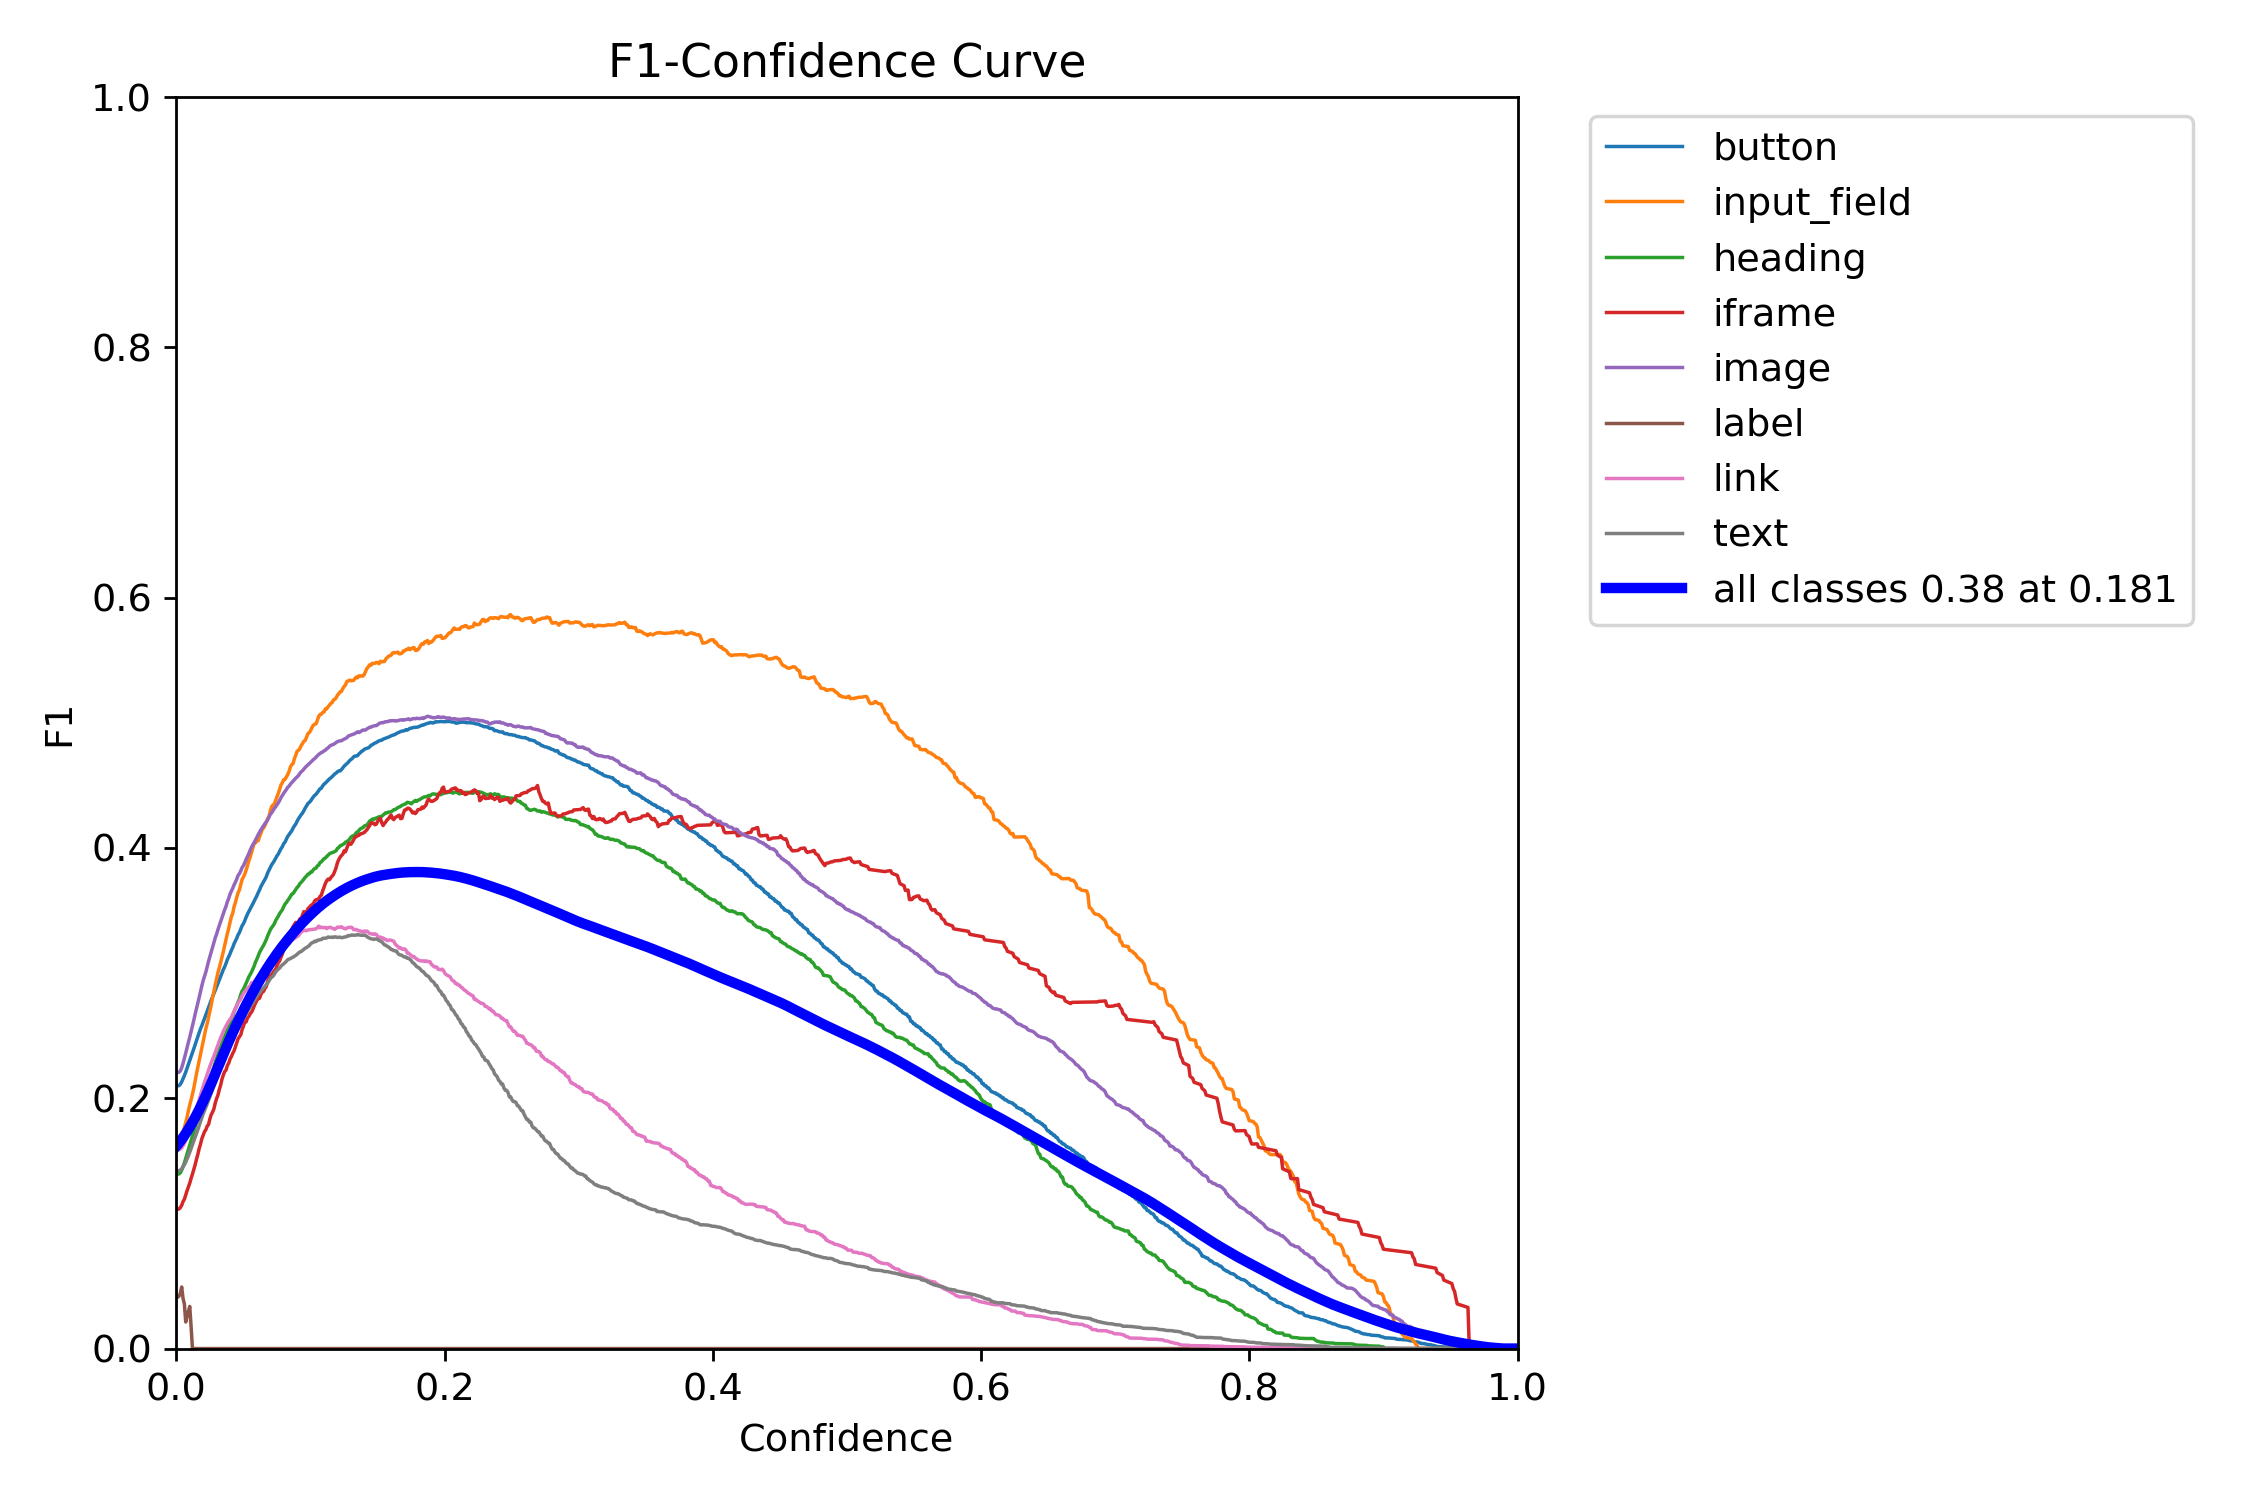 F1-Confidence Curve
1.0
0.8
0.6
0.4
0.2
0.0
F1
0.0 0.2 0.4 0.6 0.8 1.0
Confidence
button
input_field
heading
iframe
image
label
link
text
all classes 0.38 at 0.181